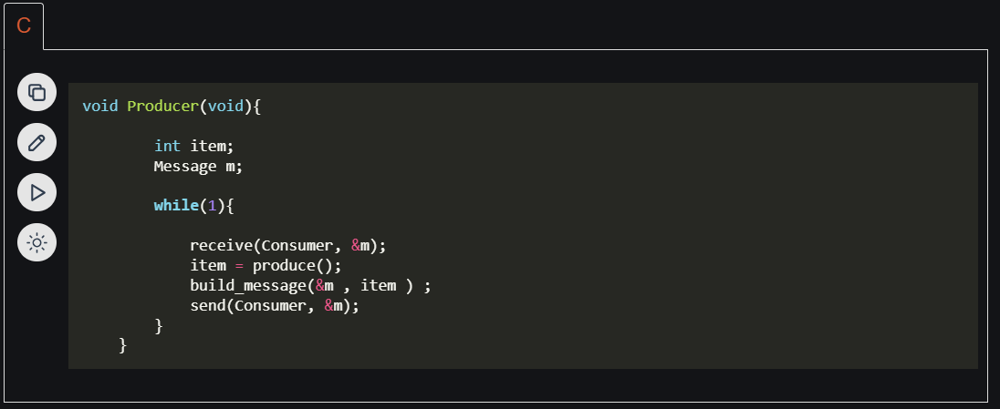 C
void Producer(void){
int item;
Message m;
while(1){
receive(Consumer, &m);
item = produce();
build_message(&m , item ) ;
send(Consumer, &m);
}
}